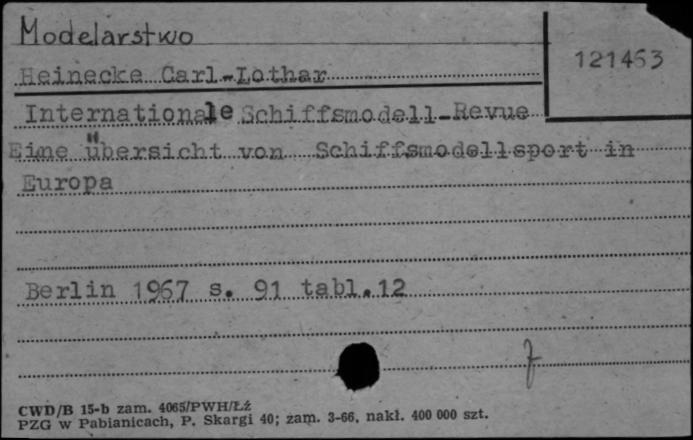 Modelarstwo
121463
Heinecke Carl-Lothar
Internationale Schiffsmodell-Revue
Eine übersicht von Schiffsmodellsport in
Europa
Berlin 1967 s. 91 tabl.12
CWD/B 15-b zam. 4065/PWH/Łź
PZG w Pabianicach, P. Skargi 40; zam. 3-66, nakł. 400 000 szt.